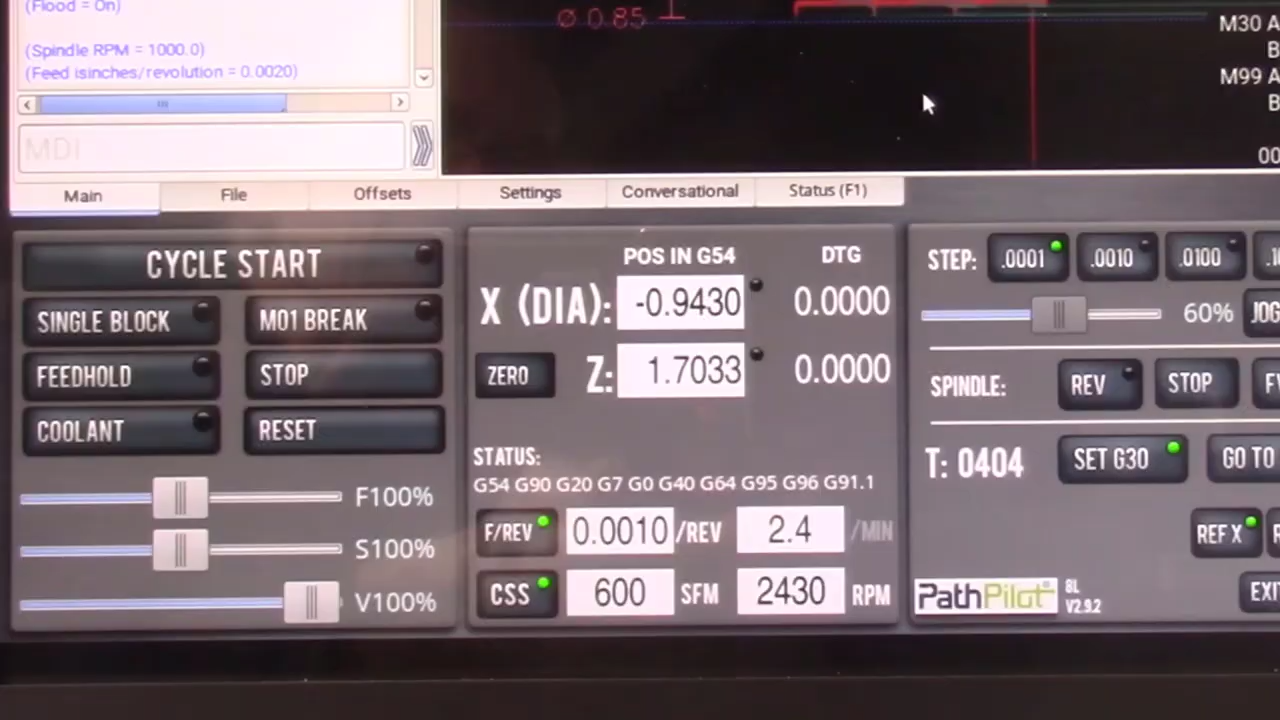 (Flood = On)
(Spindle RPM = 1000.0)
(Feed isinches/revolution = 0.0020)
MDI
Ø 0.85
M30 A
B
M99 A
B
00
Main File Offsets Settings Conversational Status (F1)
CYCLE START
SINGLE BLOCK M01 BREAK
FEEDHOLD STOP
COOLANT RESET
F100%
S100%
V100%
POS IN G54 DTG
X (DIA): -0.9430 0.0000
ZERO Z: 1.7033 0.0000
STATUS:
G54 G90 G20 G7 G0 G40 G64 G95 G96 G91.1
F/REV 0.0010 /REV 2.4 /MIN
CSS 600 SFM 2430 RPM
STEP: .0001 .0010 .0100 .1
60% JOG
SPINDLE: REV STOP
T: 0404 SET G30 GO TO
REF X
PathPilot 8L
V2.9.2
EXI